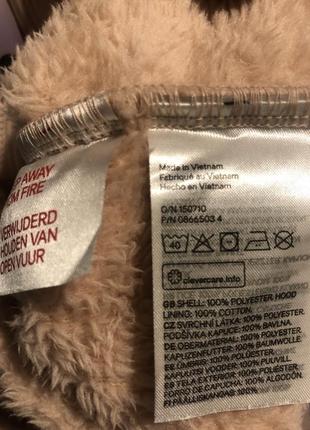 AWAY
FIRE
VERWIJDERD
HOUDEN VAN
OPEN VUUR
Made in Vietnam
Fabriqué au Vietnam
Hecho en Vietnam
O/N 150710
P/N 0866503 4
40
clevercare.info
GB SHELL: 100% POLYESTER. HOOD
LINING: 100% COTTON.
CZ SVRCHNÍ LÁTKA: 100% POLYESTER.
PODŠÍVKA KAPUCE: 100% BAVLNA.
DE OBERMATERIAL: 100% POLYESTER.
KAPUZENFUTTER: 100% BAUMWOLLE
EE ÜMBRIS: 100% POLÜESTER.
KAPUUTSI VOODER: 100% PUUVILL.
ES TELA EXTERIOR: 100% POLIÉSTER.
FORRO DE CAPUCHA: 100% ALGODÓN.